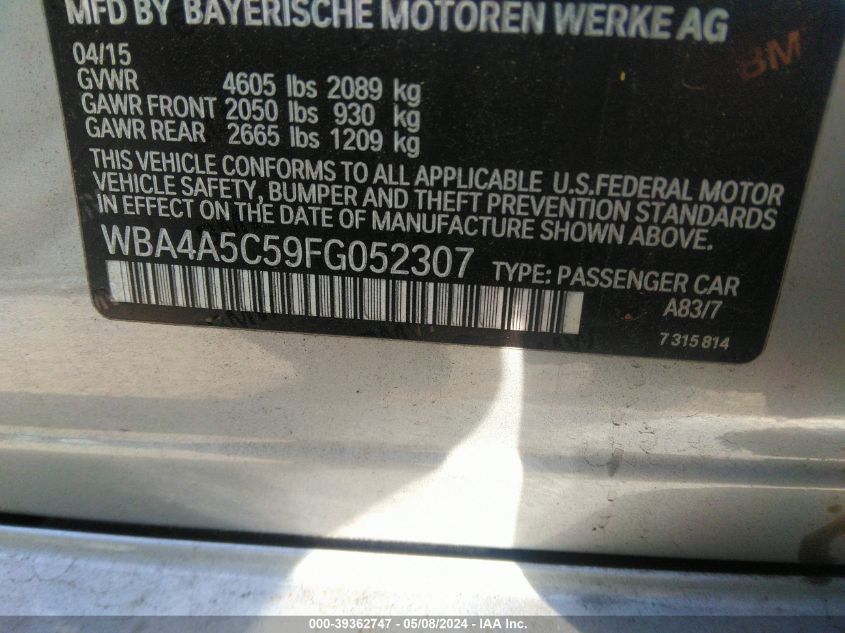 MFD BY BAYERISCHE MOTOREN WERKE AG
BM
04/15
GVWR 4605 lbs 2089 kg
GAWR FRONT 2050 lbs 930 kg
GAWR REAR 2665 lbs 1209 kg
THIS VEHICLE CONFORMS TO ALL APPLICABLE U.S.FEDERAL MOTOR
VEHICLE SAFETY, BUMPER AND THEFT PREVENTION STANDARDS
IN EFFECT ON THE DATE OF MANUFACTURE SHOWN ABOVE.
WBA4A5C59FG052307 TYPE: PASSENGER CAR
A83/7
7315814
000-39362747 - 05/08/2024 - IAA, Inc.